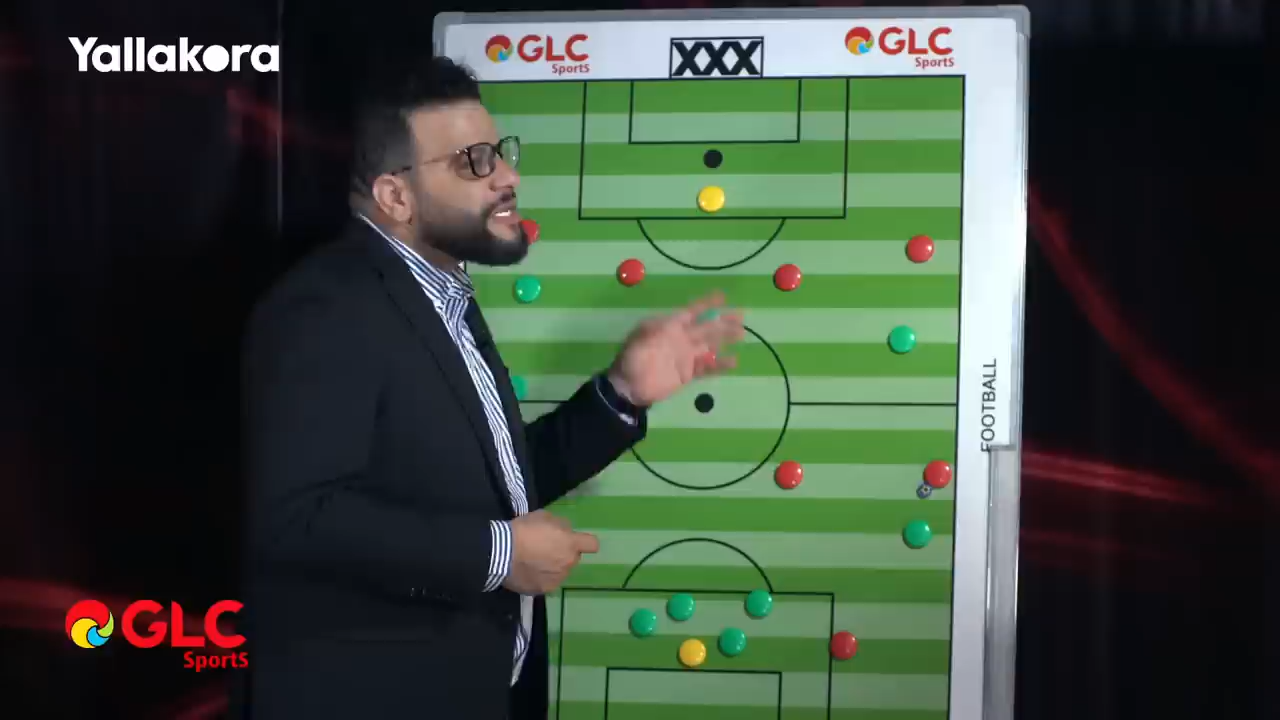 Yallakora
GLC
Sports
XXX
GLC
Sports
FOOTBALL
GLC
Sports